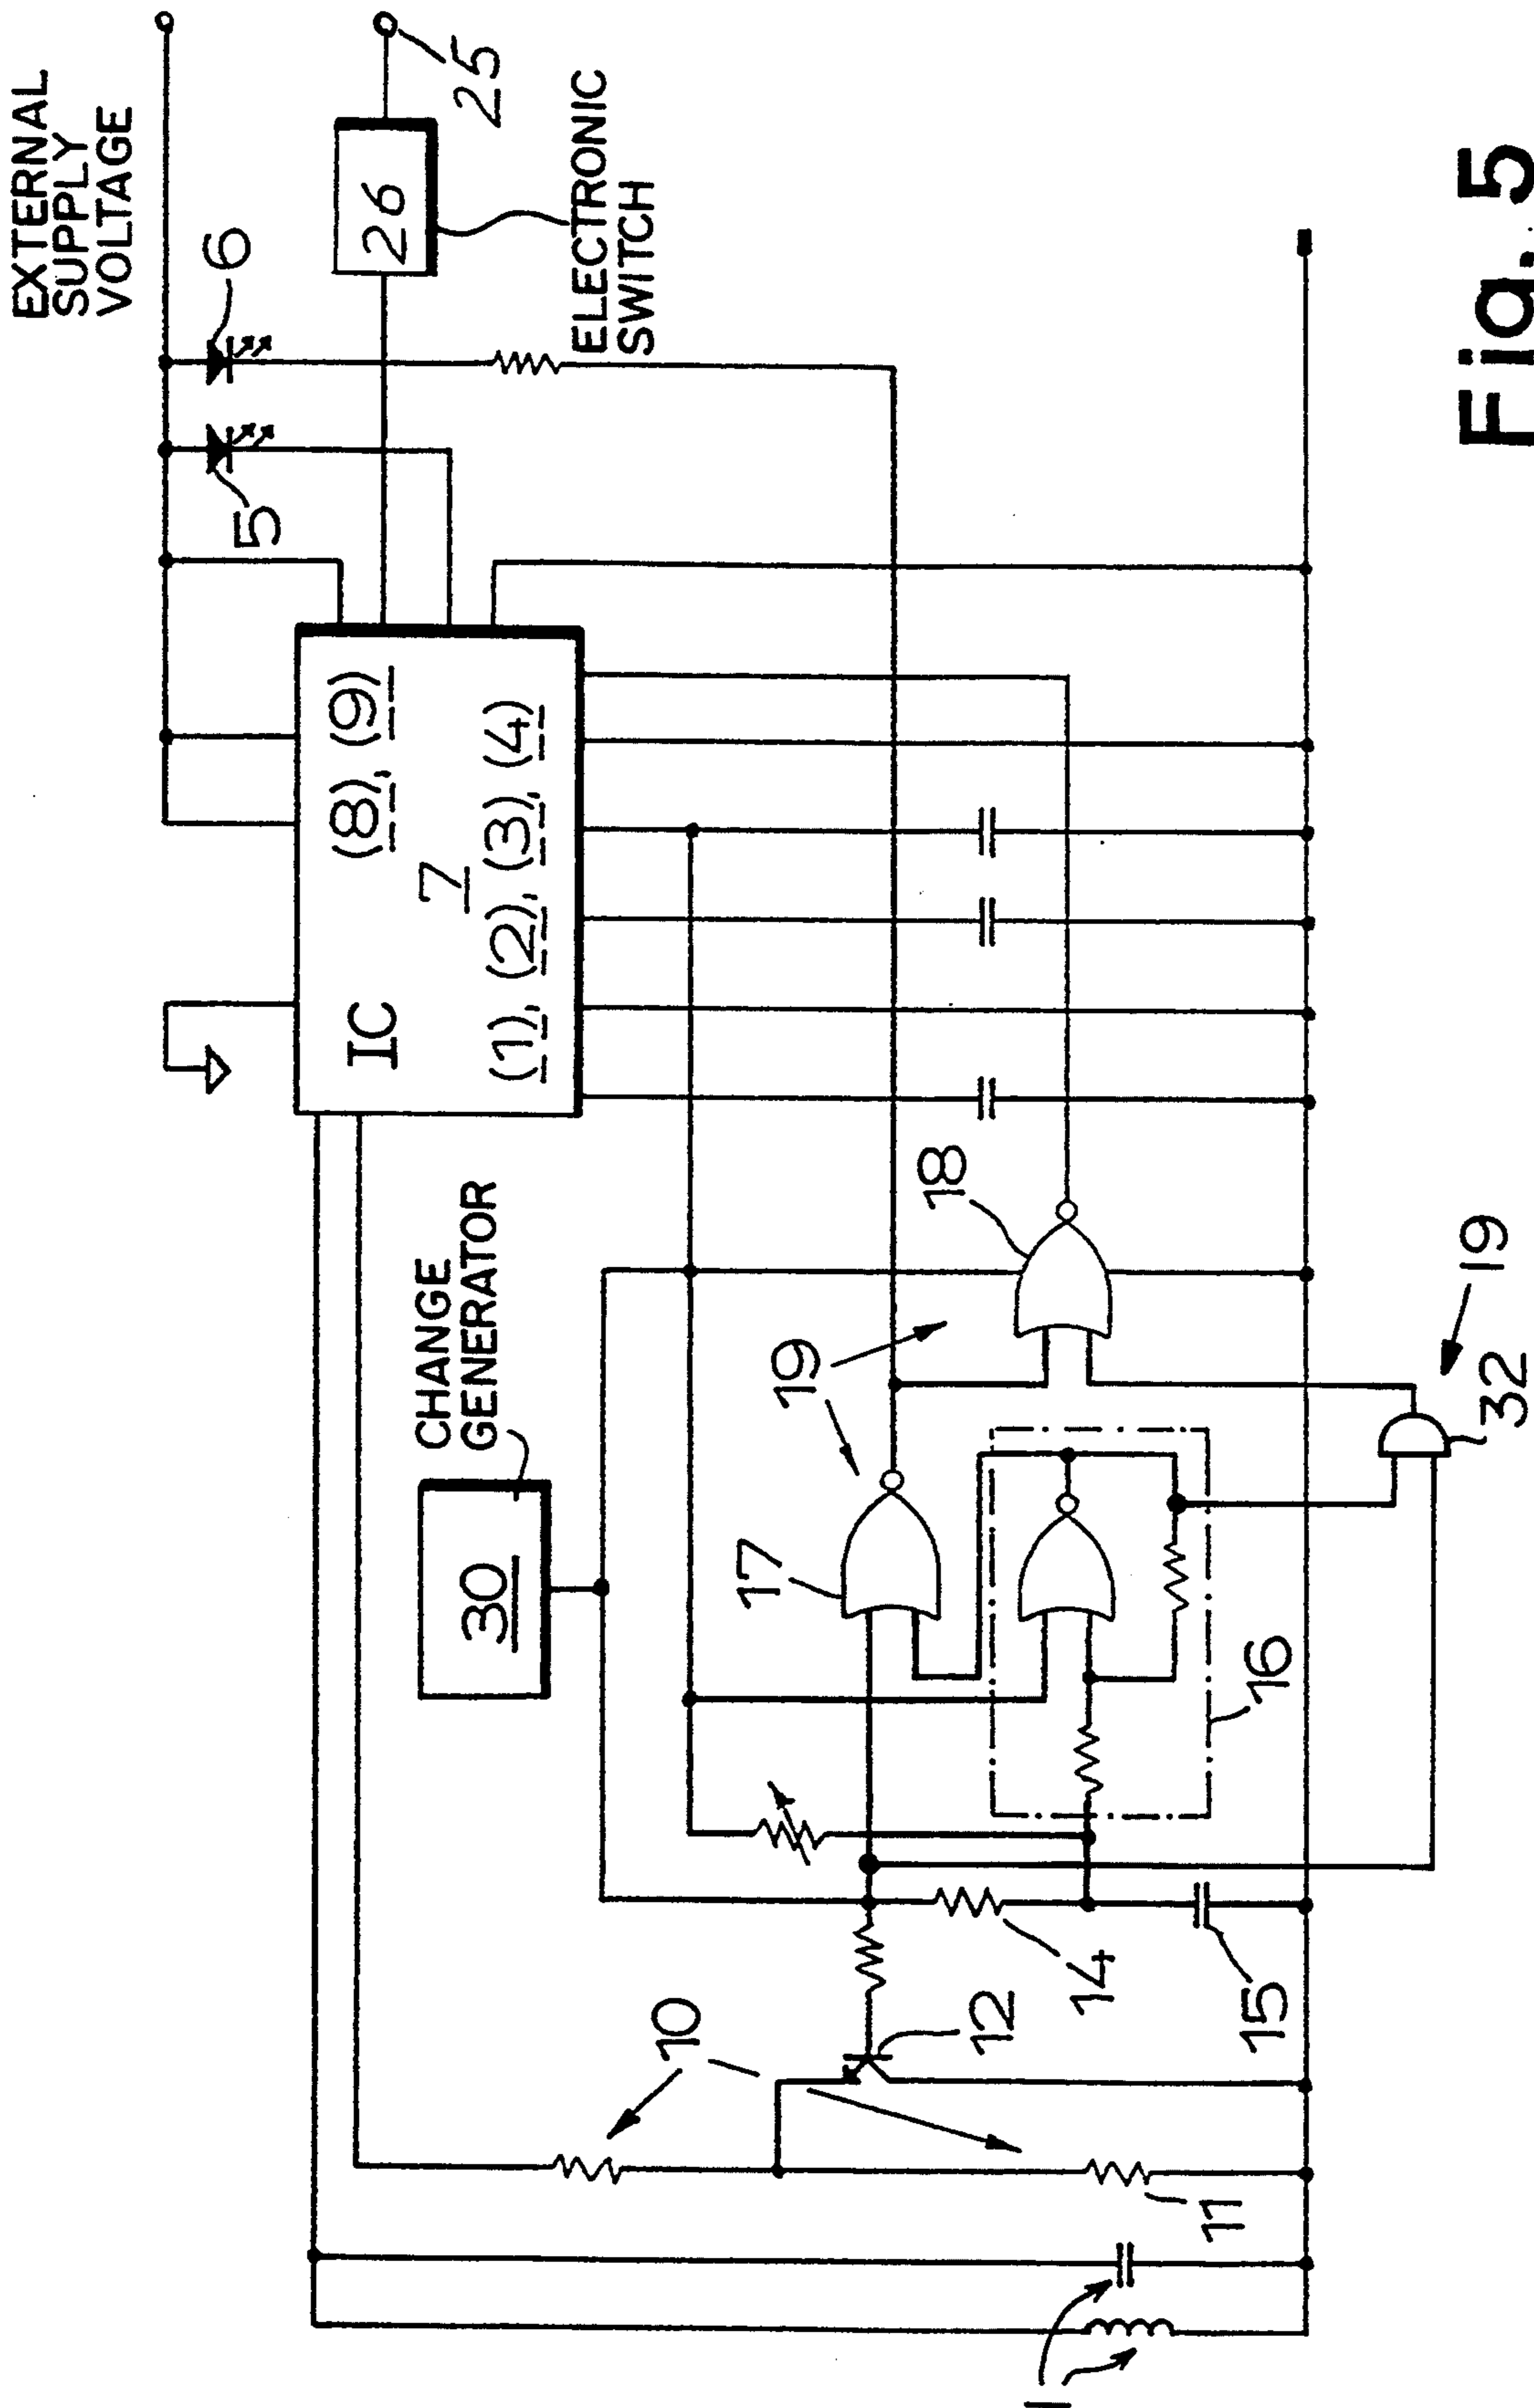 EXTERNAL
SUPPLY
VOLTAGE
6
5
25
26
ELECTRONIC
SWITCH
IC
(8), (9)
7
(1), (2), (3), (4)
CHANGE
GENERATOR
30
10
17
19
18
12
14
16
11
15
1
19
32
Fig. 5